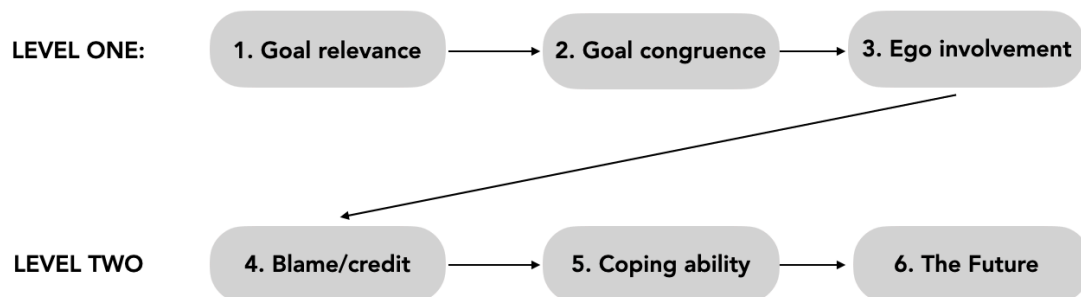 LEVEL ONE:
1. Goal relevance
2. Goal congruence
3. Ego involvement
LEVEL TWO
4. Blame/credit
5. Coping ability
6. The Future